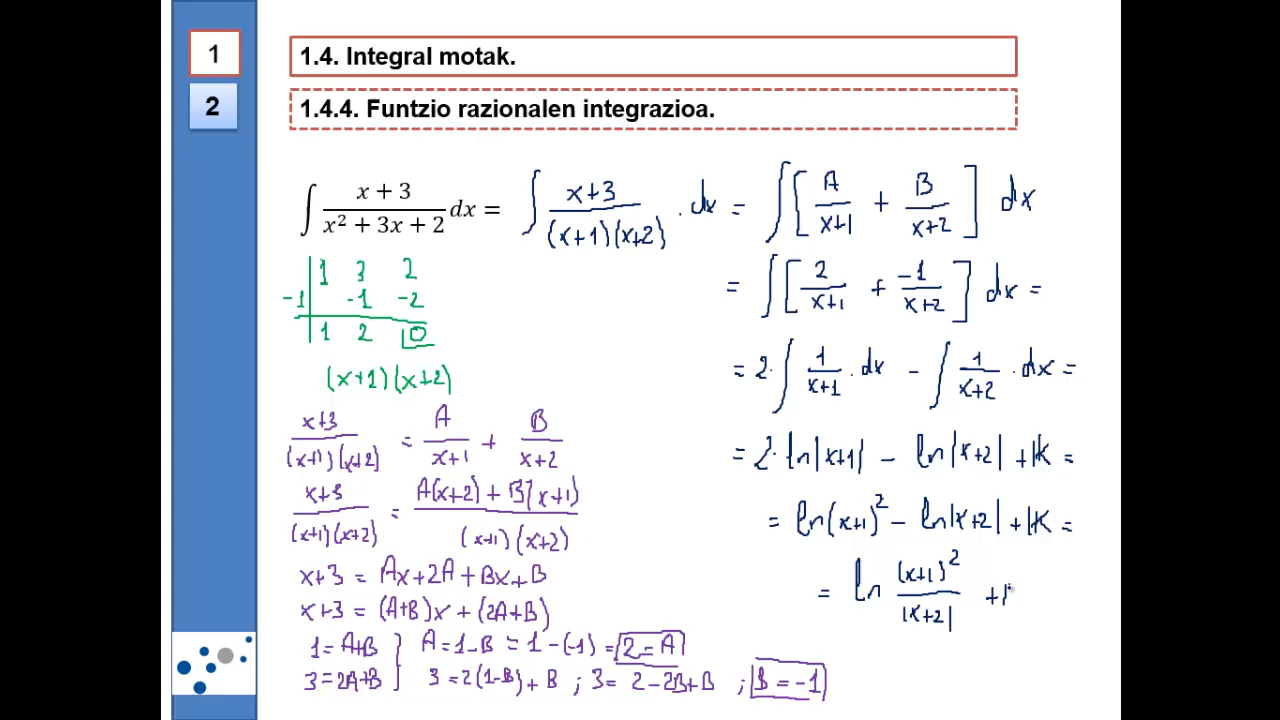 1
2
1.4. Integral motak.
1.4.4. Funtzio razionalen integrazioa.
∫ (x + 3)/(x² + 3x + 2) dx = ∫ (x+3)/((x+1)(x+2)) · dx = ∫ [A/(x+1) + B/(x+2)] dx
= ∫ [2/(x+1) + -1/(x+2)] dx =
= 2· ∫ 1/(x+1) · dx - ∫ 1/(x+2) · dx =
= 2· ln|x+1| - ln|x+2| + K =
= ln(x+1)² - ln|x+2| + K =
= ln (x+1)²/|x+2| +
1 3 2
-1 -1 -2
1 2 0
(x+1)(x+2)
(x+3)/((x+1)(x+2)) = A/(x+1) + B/(x+2)
(x+3)/((x+1)(x+2)) = (A(x+2) + B(x+1))/((x+1)(x+2))
x+3 = Ax+2A+Bx+B
x+3 = (A+B)x + (2A+B)
1 = A+B } A = 1-B = 1-(-1) = 2 = A
3 = 2A+B } 3 = 2(1-B) + B ; 3 = 2-2B+B ; B = -1